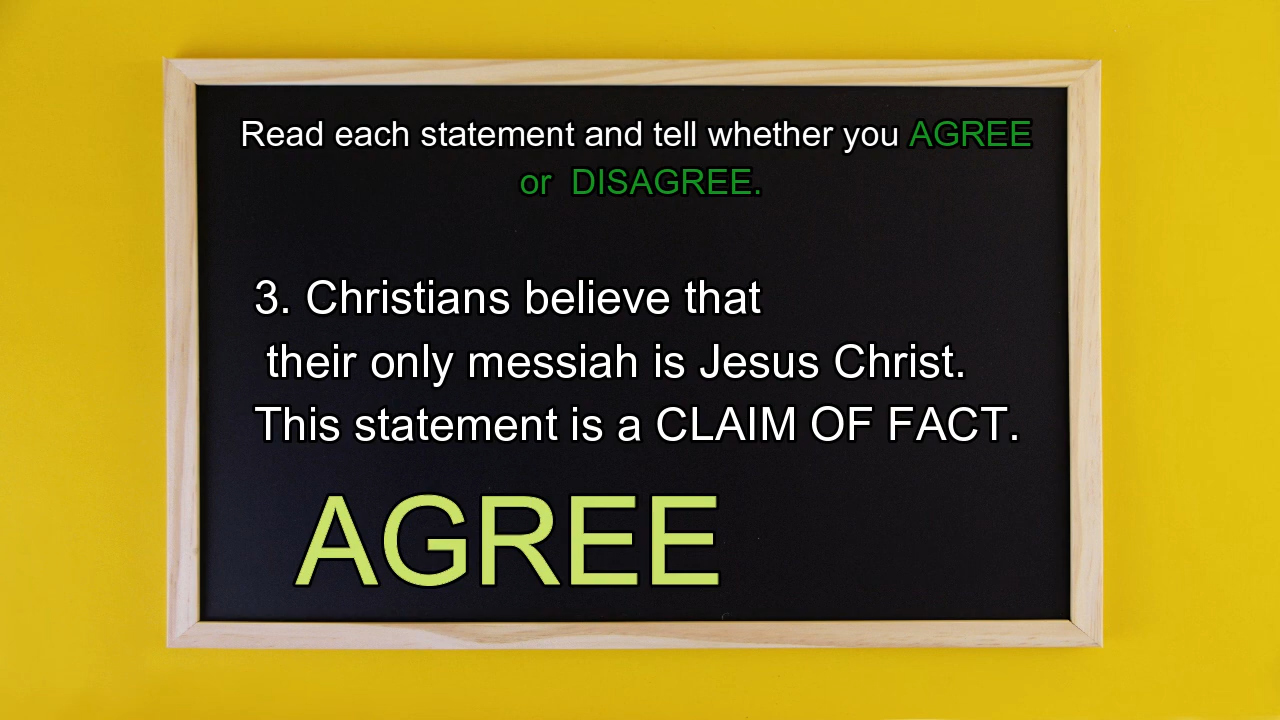 Read each statement and tell whether you AGREE
or DISAGREE.
3. Christians believe that
their only messiah is Jesus Christ.
This statement is a CLAIM OF FACT.
AGREE